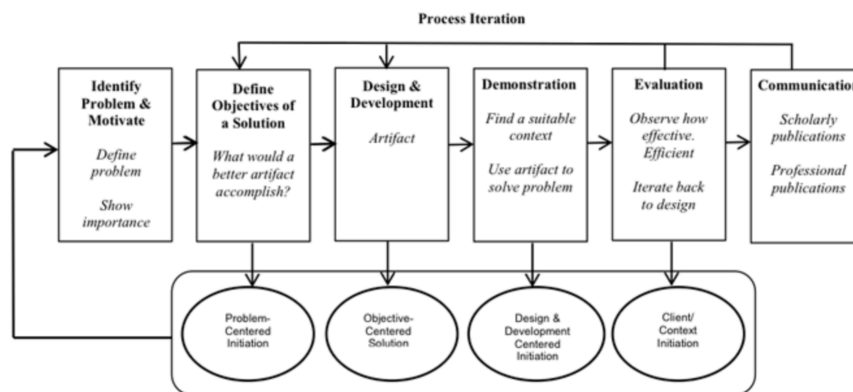 Process Iteration
Identify
Problem &
Motivate
Define
problem
Show
importance
Define
Objectives of
a Solution
What would a
better artifact
accomplish?
Design &
Development
Artifact
Demonstration
Find a suitable
context
Use artifact to
solve problem
Evaluation
Observe how
effective.
Efficient
Iterate back
to design
Communication
Scholarly
publications
Professional
publications
Problem-
Centered
Initiation
Objective-
Centered
Solution
Design &
Development
Centered
Initiation
Client/
Context
Initiation